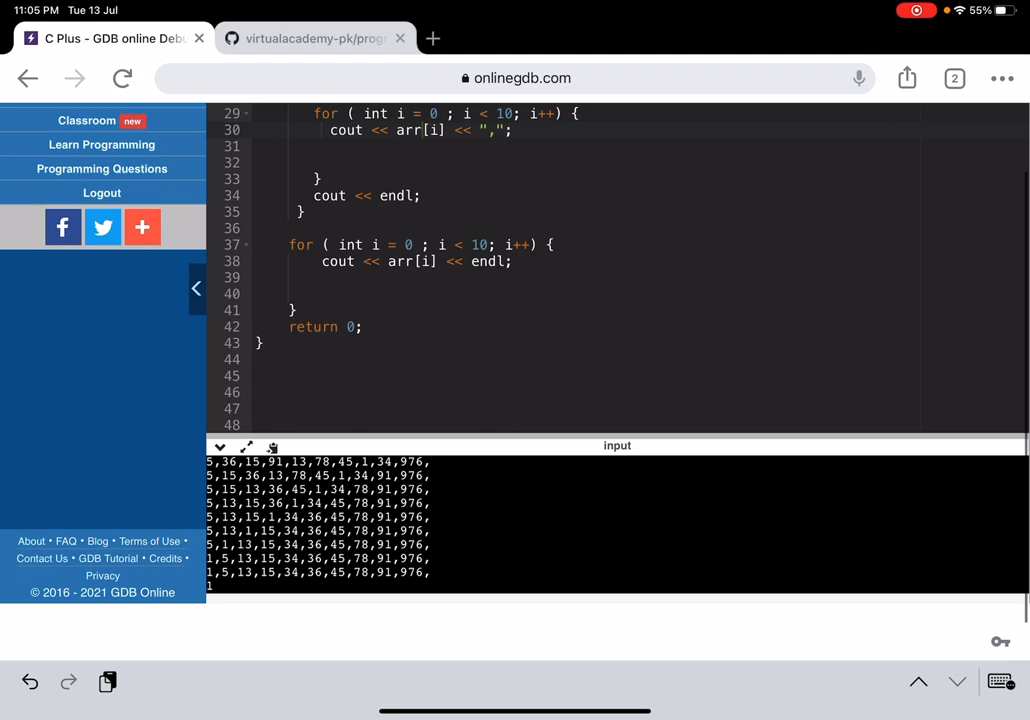 11:05 PM Tue 13 Jul
55%
C Plus - GDB online Deb
virtualacademy-pk/progr
onlinegdb.com
2
Classroom new
Learn Programming
Programming Questions
Logout
29 for ( int i = 0 ; i < 10; i++) {
30 cout << arr[i] << ",";
31
32
33 }
34 cout << endl;
35 }
36
37 for ( int i = 0 ; i < 10; i++) {
38 cout << arr[i] << endl;
39
40
41 }
42 return 0;
43 }
44
45
46
47
48
input
5,36,15,91,13,78,45,1,34,976,
5,15,36,13,78,45,1,34,91,976,
5,15,13,36,45,1,34,78,91,976,
5,13,15,36,1,34,45,78,91,976,
5,13,15,1,34,36,45,78,91,976,
5,13,1,15,34,36,45,78,91,976,
5,1,13,15,34,36,45,78,91,976,
1,5,13,15,34,36,45,78,91,976,
1,5,13,15,34,36,45,78,91,976,
1
About • FAQ • Blog • Terms of Use •
Contact Us • GDB Tutorial • Credits •
Privacy
© 2016 - 2021 GDB Online